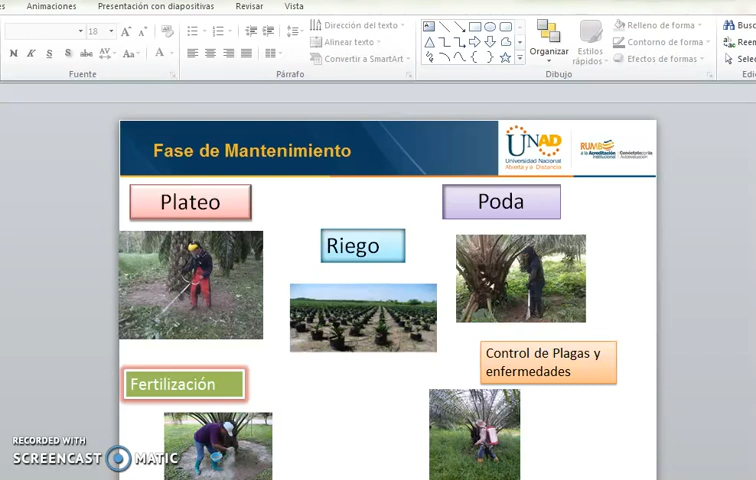 Animaciones Presentación con diapositivas Revisar Vista
18
Dirección del texto
Alinear texto
Convertir a SmartArt
Organizar
Estilos
rápidos
Relleno de forma
Contorno de forma
Efectos de formas
Fuente Párrafo Dibujo
Fase de Mantenimiento
UNAD
Universidad Nacional
Abierta y a Distancia
Plateo
Poda
Riego
Control de Plagas y
enfermedades
Fertilización
RECORDED WITH
SCREENCAST MATIC